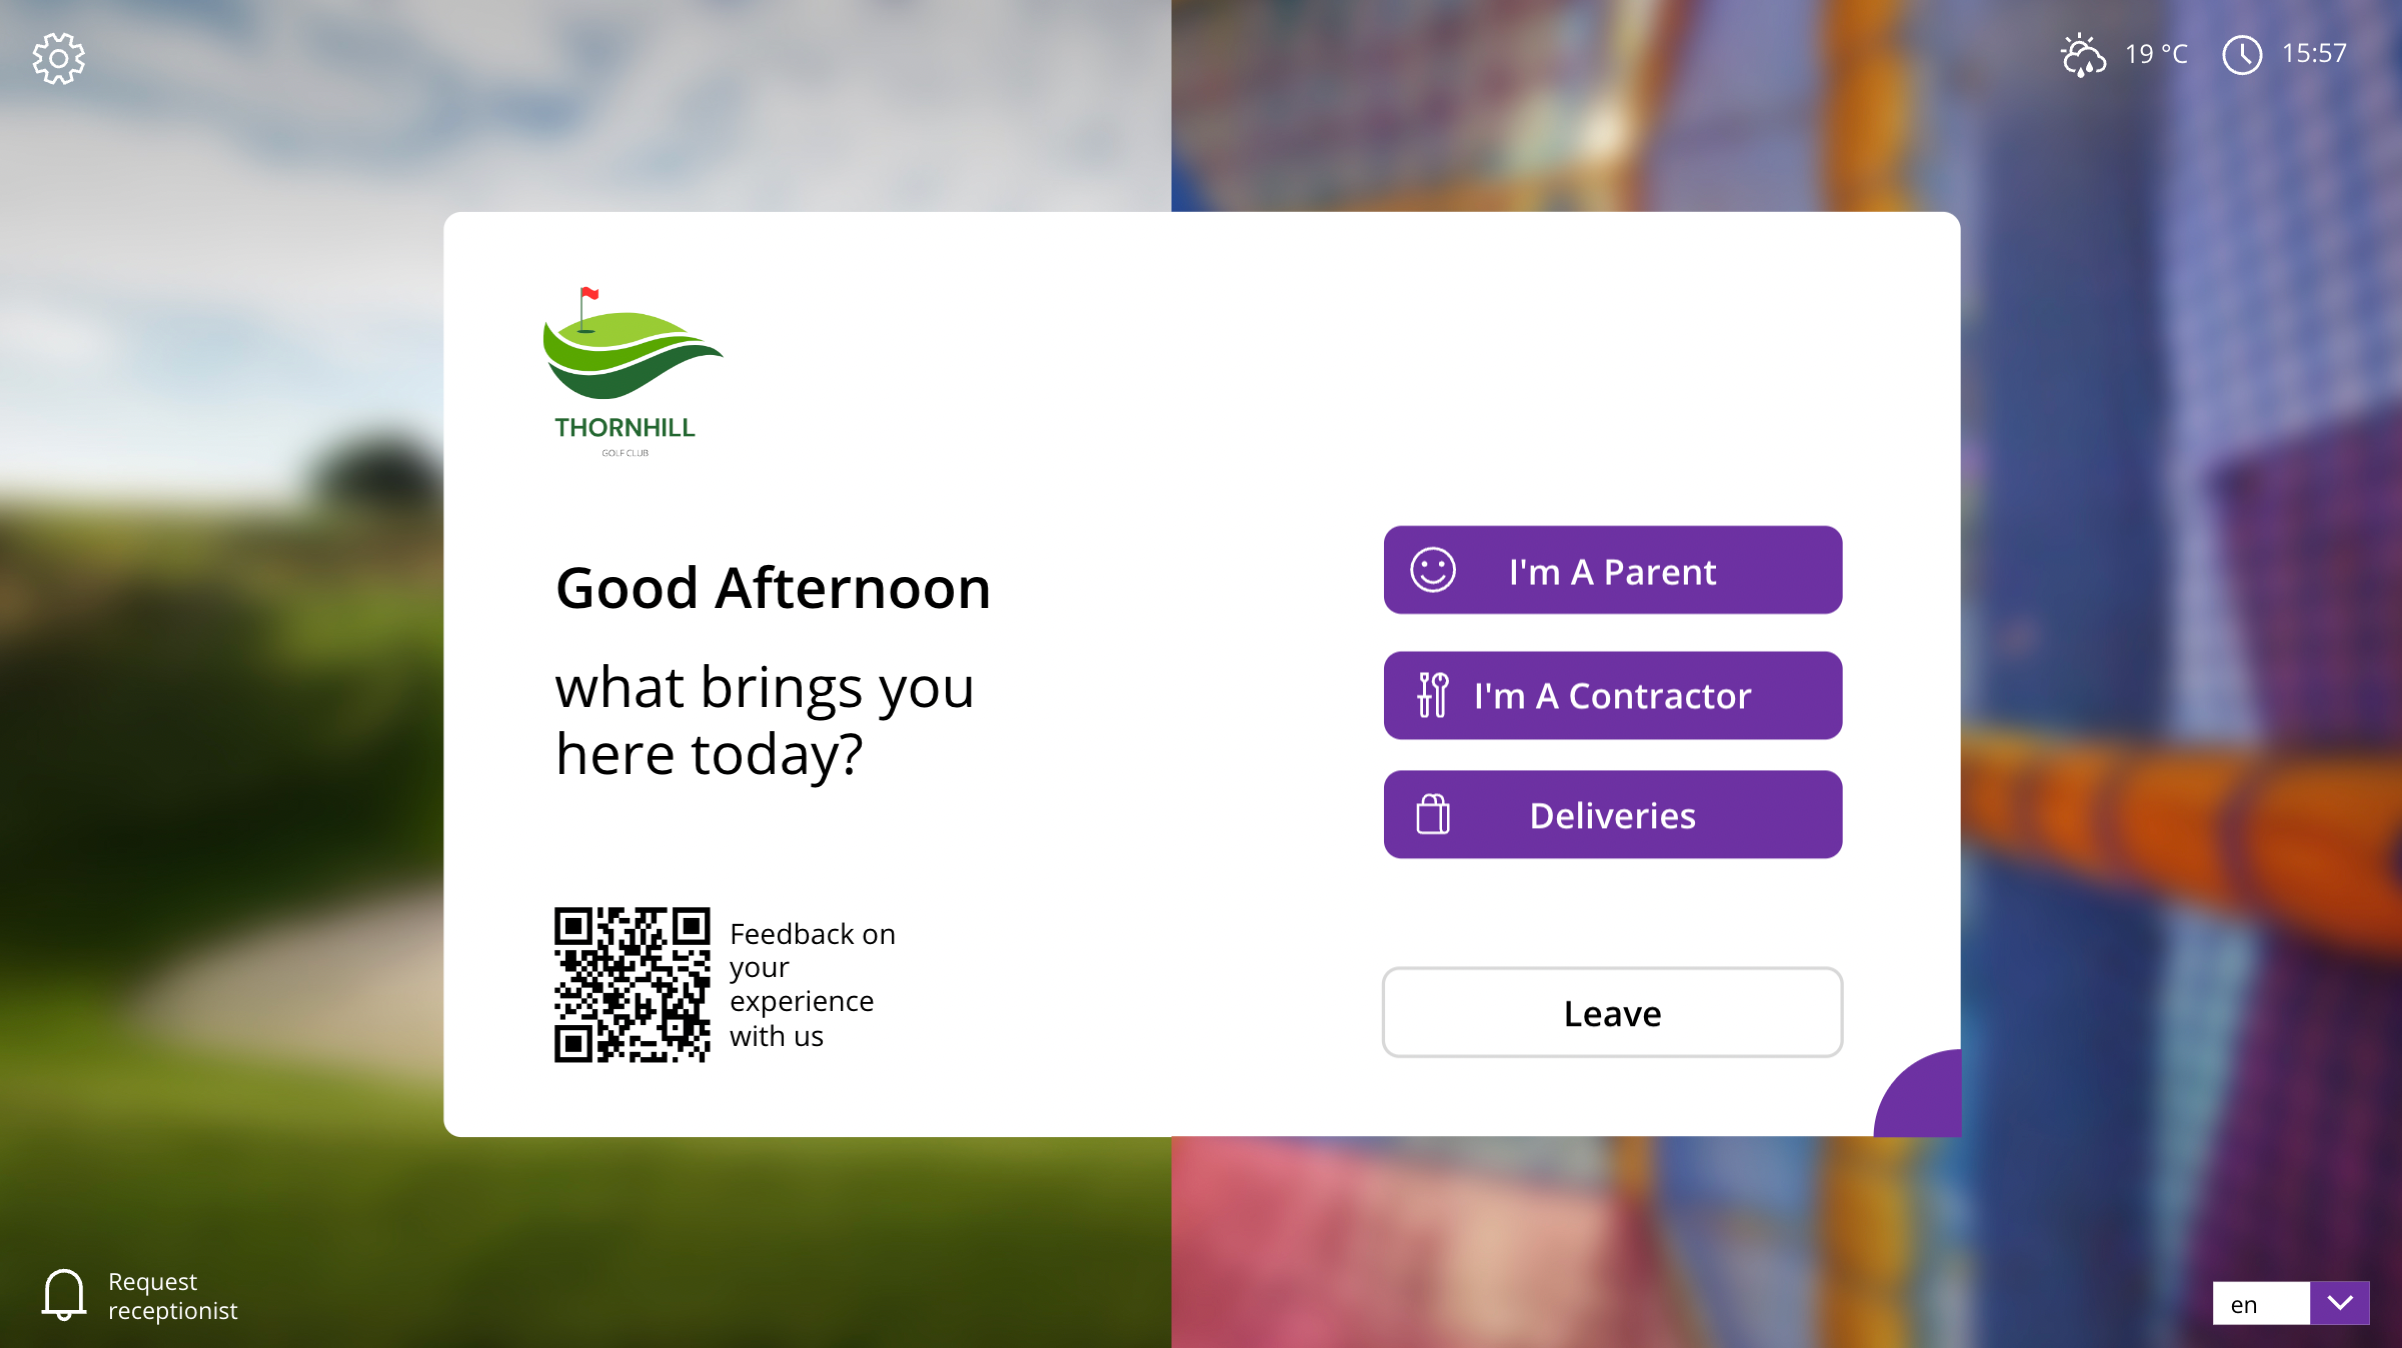 19 °C
15:57
THORNHILL
GOLF CLUB
Good Afternoon
what brings you
here today?
I'm A Parent
I'm A Contractor
Deliveries
Feedback on
your
experience
with us
Leave
Request
receptionist
en